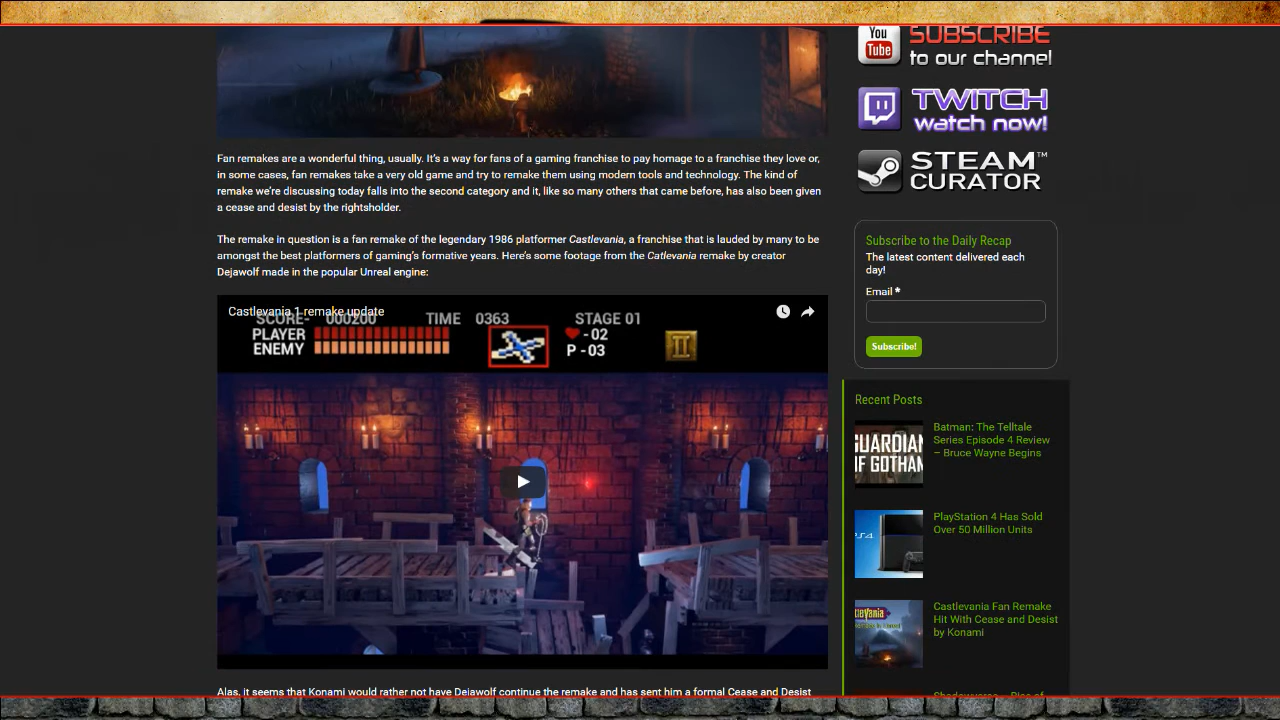 You
Tube
SUBSCRIBE
to our channel
TWITCH
watch now!
STEAM™
CURATOR
Fan remakes are a wonderful thing, usually. It's a way for fans of a gaming franchise to pay homage to a franchise they love or,
in some cases, fan remakes take a very old game and try to remake them using modern tools and technology. The kind of
remake we're discussing today falls into the second category and it, like so many others that came before, has also been given
a cease and desist by the rightsholder.
The remake in question is a fan remake of the legendary 1986 platformer Castlevania, a franchise that is lauded by many to be
amongst the best platformers of gaming's formative years. Here's some footage from the Catlevania remake by creator
Dejawolf made in the popular Unreal engine:
Castlevania 1 remake update
SCORE- 000200 TIME 0363 STAGE 01
PLAYER
ENEMY
-02
P -03
II
Alas, it seems that Konami would rather not have Dejawolf continue the remake and has sent him a formal Cease and Desist
Subscribe to the Daily Recap
The latest content delivered each
day!
Email *
Subscribe!
Recent Posts
GUARDIAN
OF GOTHAM
Batman: The Telltale
Series Episode 4 Review
– Bruce Wayne Begins
PS4
PlayStation 4 Has Sold
Over 50 Million Units
Castlevania Fan Remake
Hit With Cease and Desist
by Konami